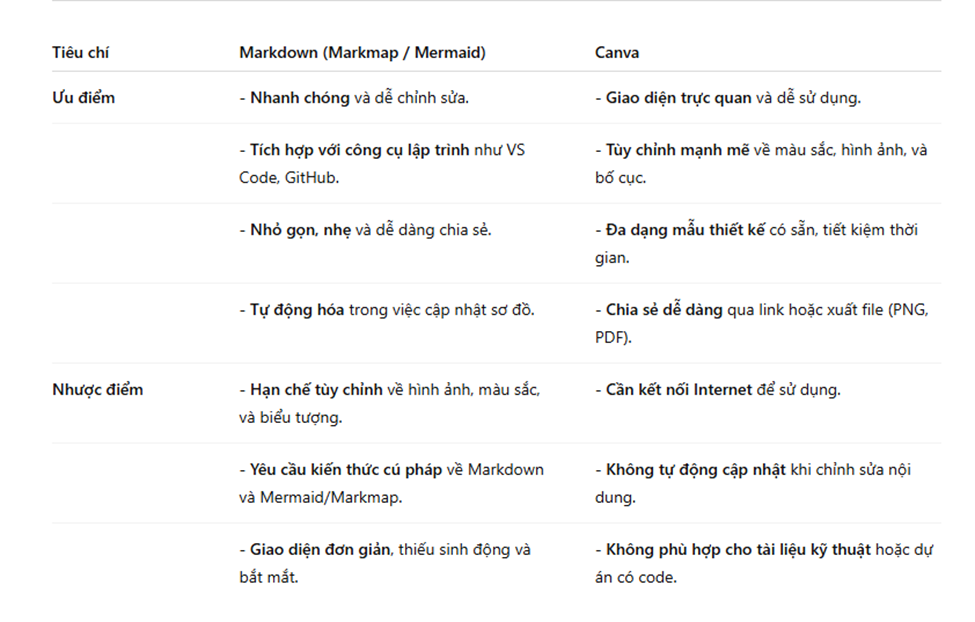 Tiêu chí Markdown (Markmap / Mermaid) Canva
Ưu điểm - Nhanh chóng và dễ chỉnh sửa. - Giao diện trực quan và dễ sử dụng.
- Tích hợp với công cụ lập trình như VS Code, GitHub. - Tùy chỉnh mạnh mẽ về màu sắc, hình ảnh, và bố cục.
- Nhỏ gọn, nhẹ và dễ dàng chia sẻ. - Đa dạng mẫu thiết kế có sẵn, tiết kiệm thời gian.
- Tự động hóa trong việc cập nhật sơ đồ. - Chia sẻ dễ dàng qua link hoặc xuất file (PNG, PDF).
Nhược điểm - Hạn chế tùy chỉnh về hình ảnh, màu sắc, và biểu tượng. - Cần kết nối Internet để sử dụng.
- Yêu cầu kiến thức cú pháp về Markdown và Mermaid/Markmap. - Không tự động cập nhật khi chỉnh sửa nội dung.
- Giao diện đơn giản, thiếu sinh động và bắt mắt. - Không phù hợp cho tài liệu kỹ thuật hoặc dự án có code.